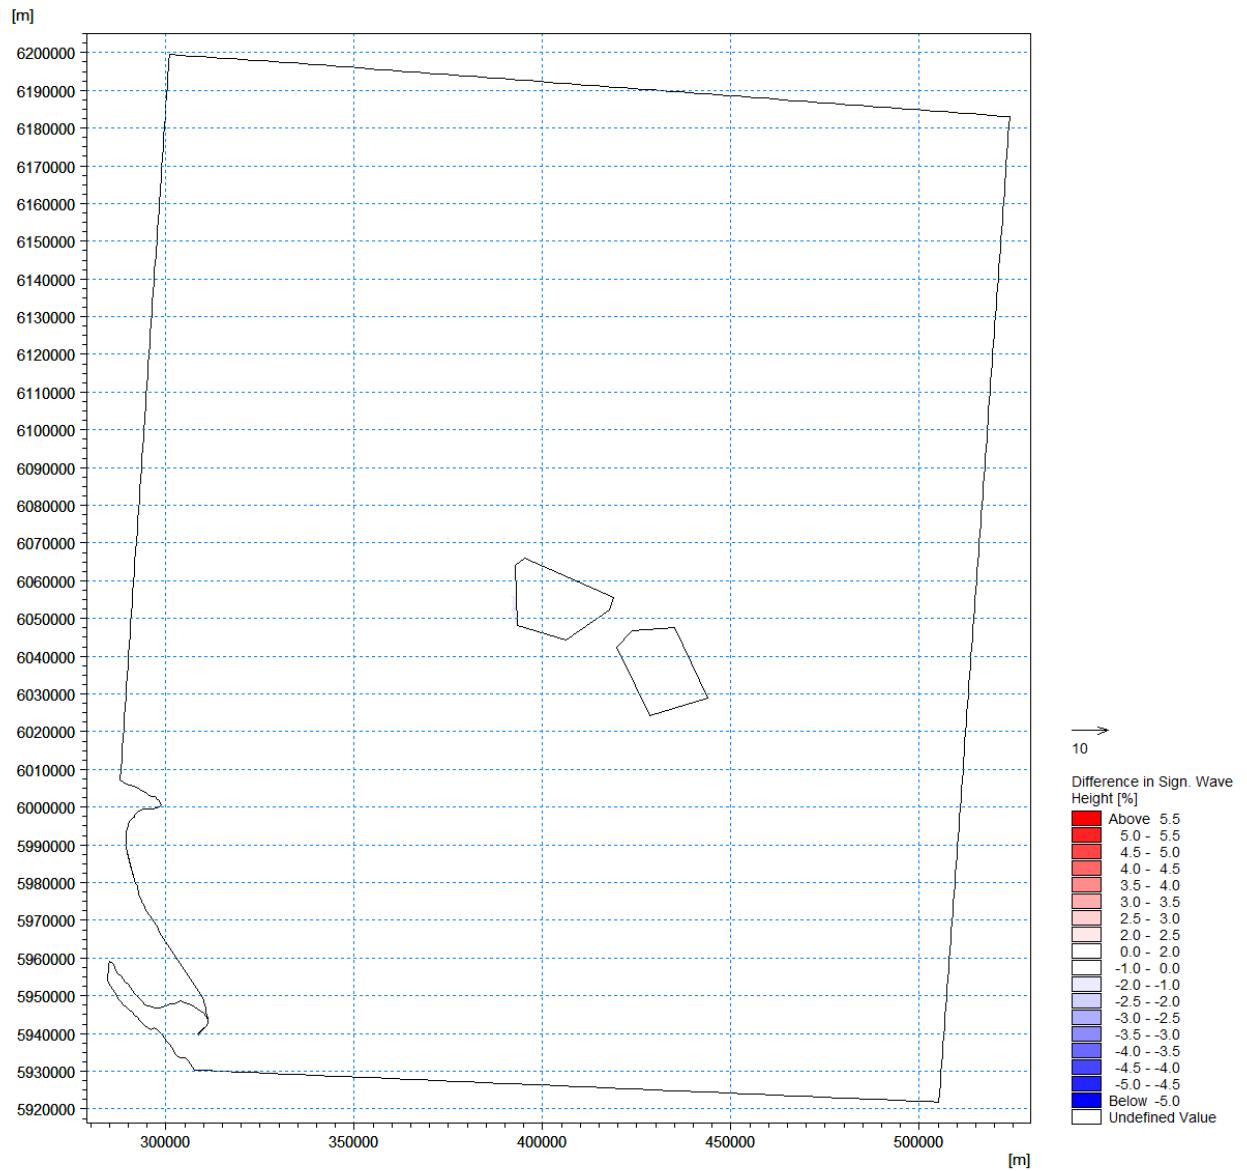 [m]
6200000
6190000
6180000
6170000
6160000
6150000
6140000
6130000
6120000
6110000
6100000
6090000
6080000
6070000
6060000
6050000
6040000
6030000
6020000
6010000
6000000
5990000
5980000
5970000
5960000
5950000
5940000
5930000
5920000
300000 350000 400000 450000 500000
[m]
10
Difference in Sign. Wave
Height [%]
Above 5.5
5.0 - 5.5
4.5 - 5.0
4.0 - 4.5
3.5 - 4.0
3.0 - 3.5
2.5 - 3.0
2.0 - 2.5
0.0 - 2.0
-1.0 - 0.0
-2.0 - -1.0
-2.5 - -2.0
-3.0 - -2.5
-3.5 - -3.0
-4.0 - -3.5
-4.5 - -4.0
-5.0 - -4.5
Below -5.0
Undefined Value